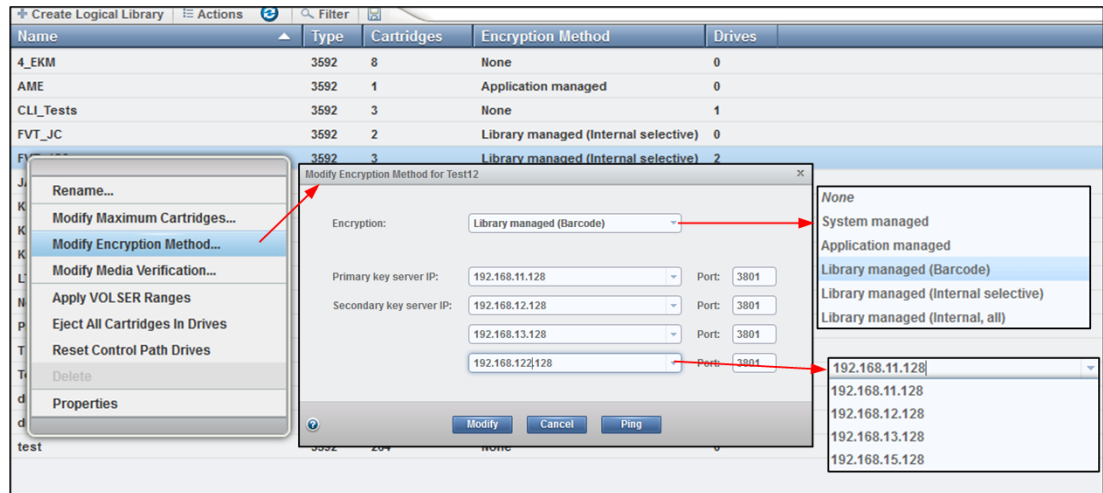 Create Logical Library Actions Filter
Name Type Cartridges Encryption Method Drives
4_EKM 3592 8 None 0
AME 3592 1 Application managed 0
CLI_Tests 3592 3 None 1
FVT_JC 3592 2 Library managed (Internal selective) 0
3592 3 Library managed (Internal selective) 2
Rename...
Modify Maximum Cartridges...
Modify Encryption Method...
Modify Media Verification...
Apply VOLSER Ranges
Eject All Cartridges In Drives
Reset Control Path Drives
Delete
Properties
Modify Encryption Method for Test12 x
Encryption: Library managed (Barcode)
Primary key server IP: 192.168.11.128 Port: 3801
Secondary key server IP: 192.168.12.128 Port: 3801
192.168.13.128 Port: 3801
192.168.122.128 Port: 3801
? Modify Cancel Ping
None
System managed
Application managed
Library managed (Barcode)
Library managed (Internal selective)
Library managed (Internal, all)
192.168.11.128
192.168.11.128
192.168.12.128
192.168.13.128
192.168.15.128
test 3592 204 None 0